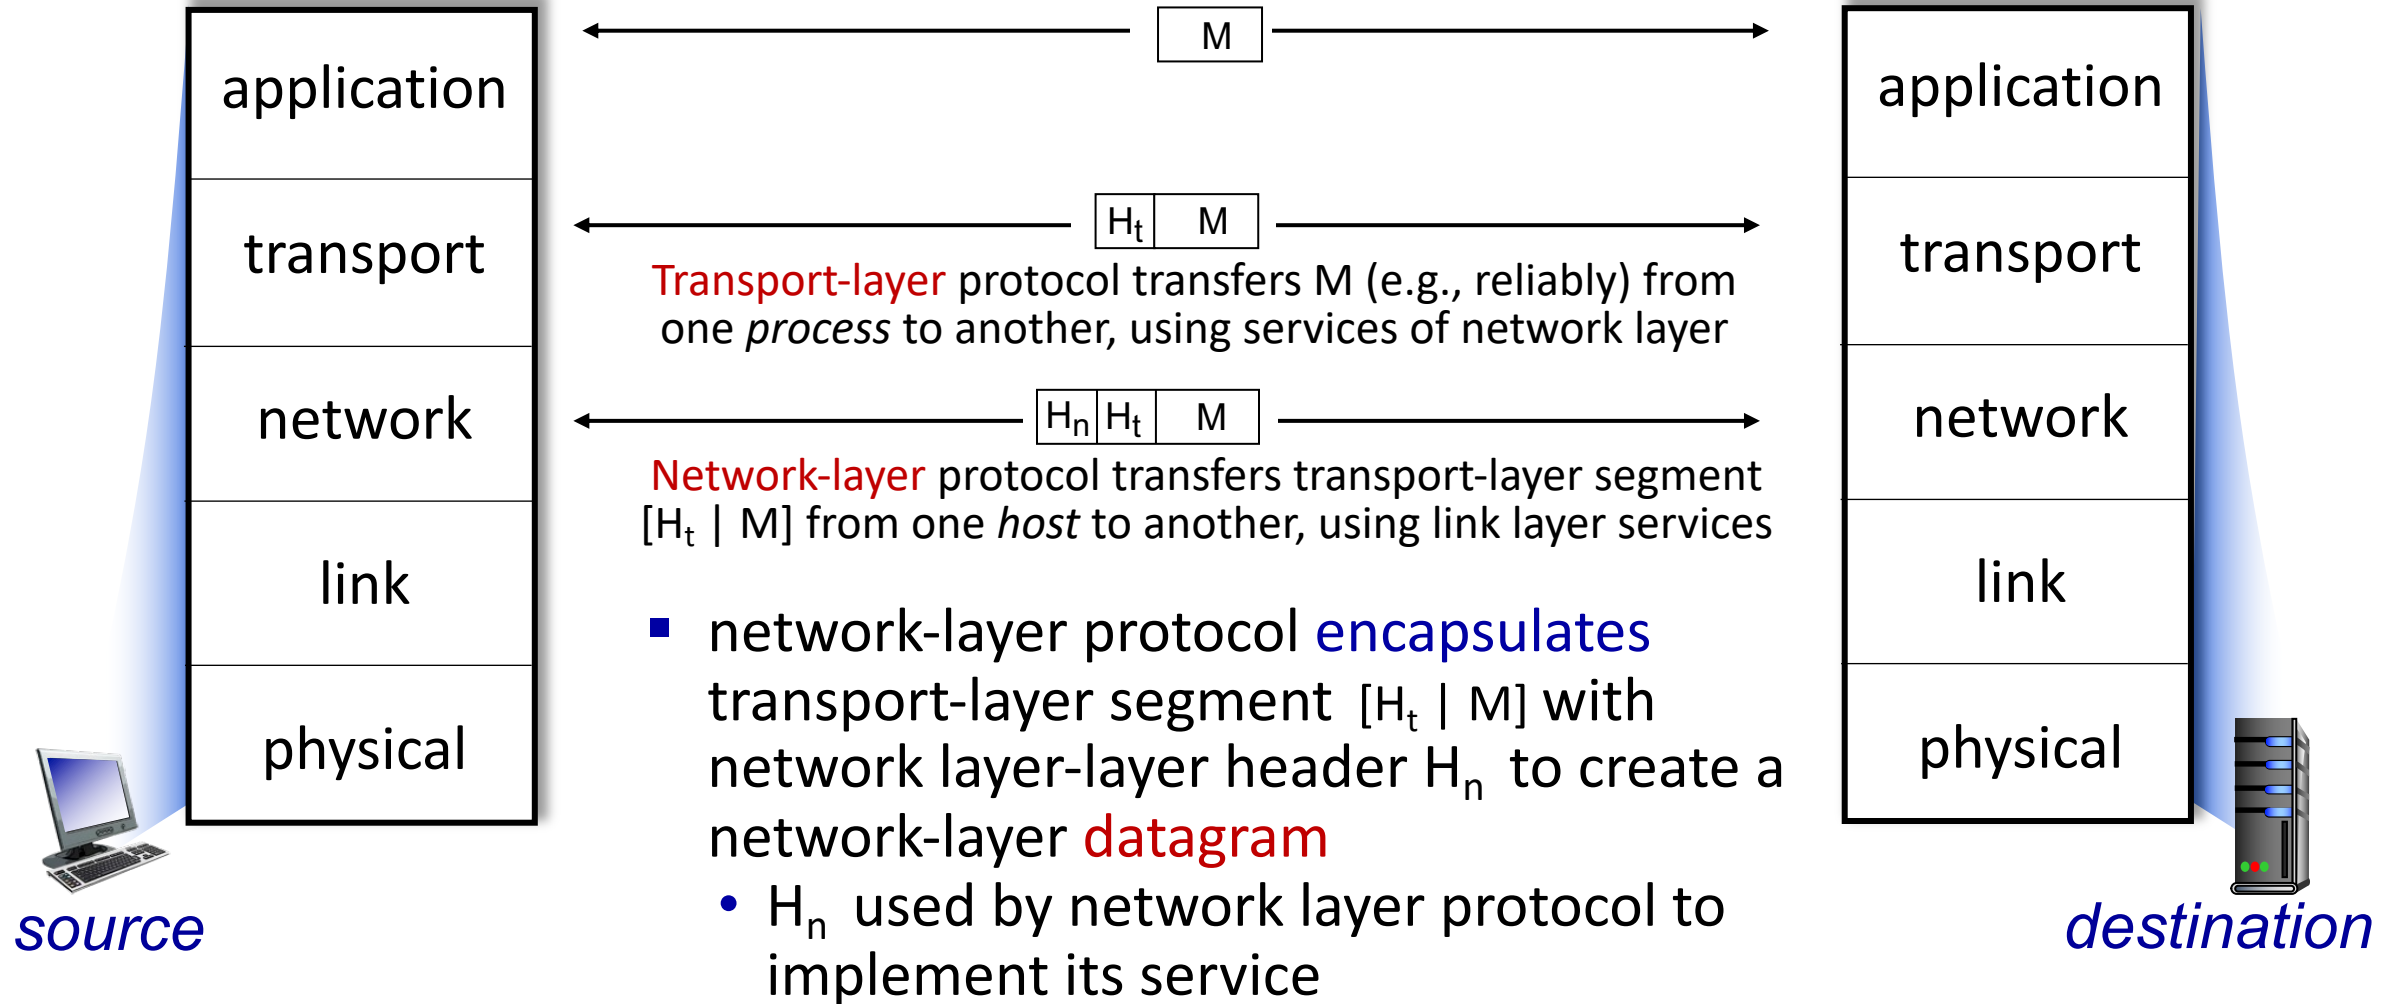 M
application
application
Hₜ M
transport
transport
Transport-layer protocol transfers M (e.g., reliably) from
one process to another, using services of network layer
Hₙ Hₜ M
network
network
Network-layer protocol transfers transport-layer segment
[Hₜ | M] from one host to another, using link layer services
link
link
▪ network-layer protocol encapsulates
transport-layer segment [Hₜ | M] with
network layer-layer header Hₙ to create a
network-layer datagram
• Hₙ used by network layer protocol to
implement its service
physical
physical
source
destination